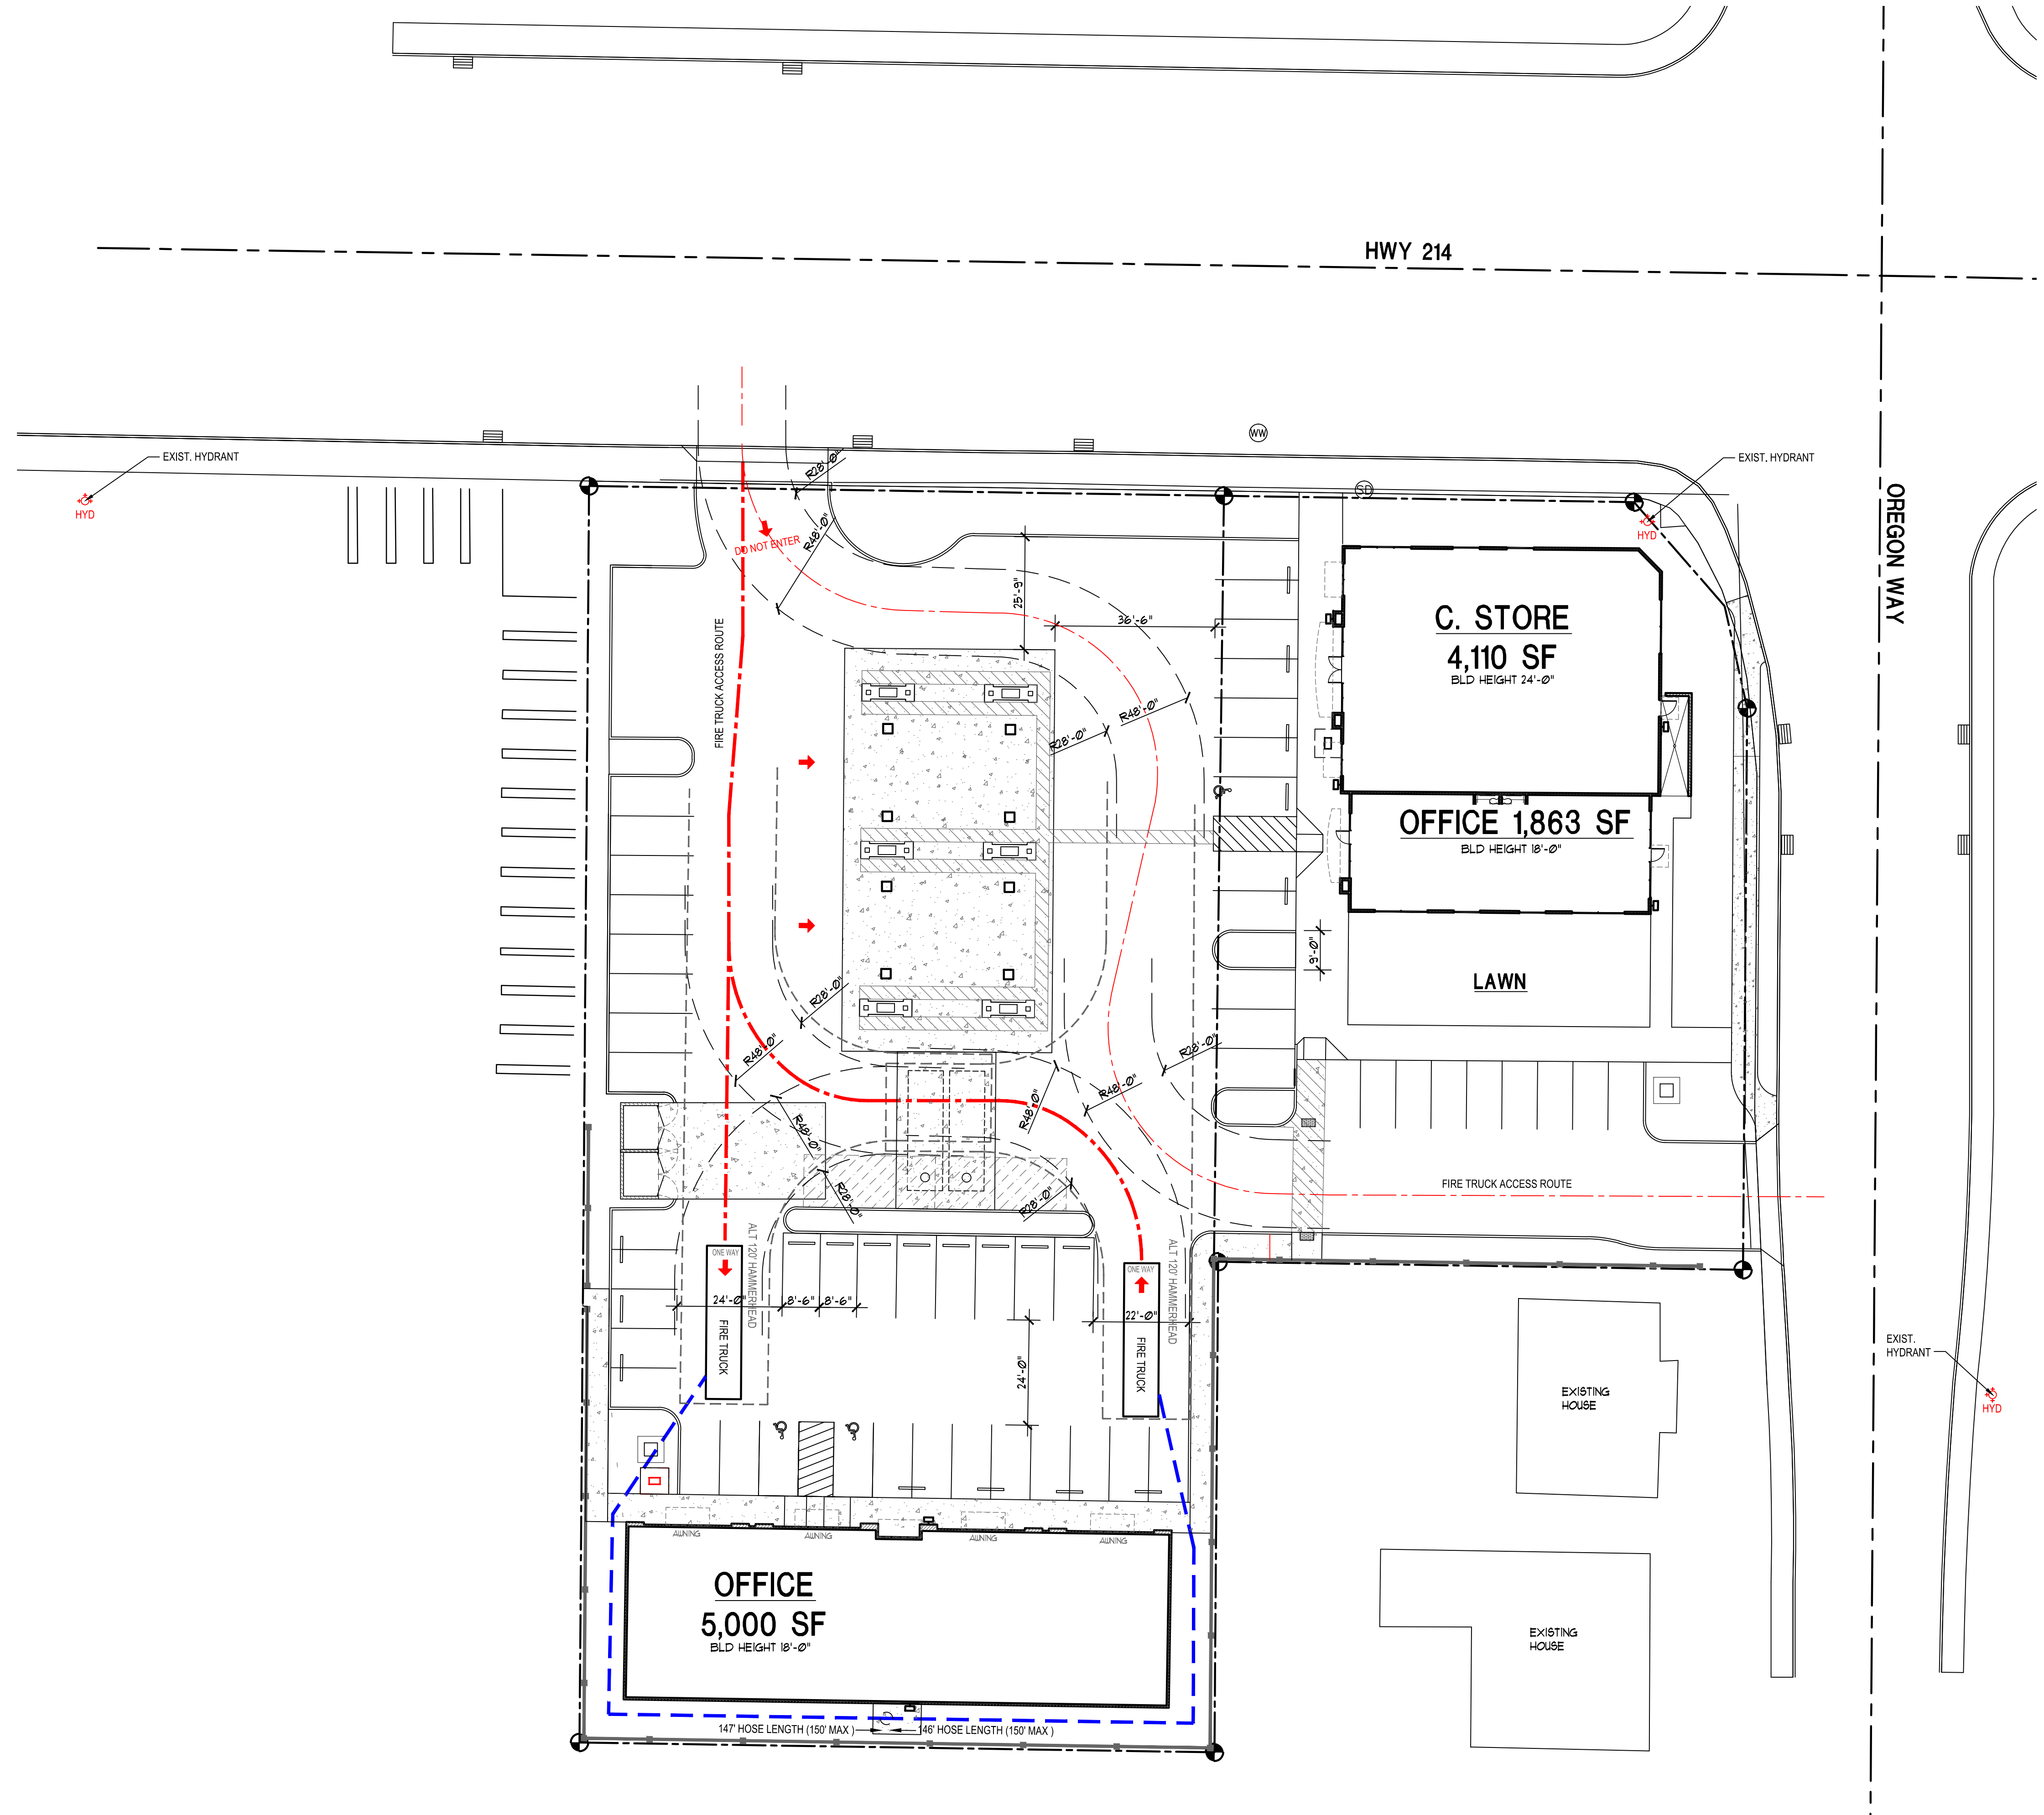 HWY 214
OREGON WAY
EXIST. HYDRANT
HYD
EXIST. HYDRANT
HYD
WW
SD
R28'-0"
R48'-0"
DO NOT ENTER
25'-9"
36'-6"
FIRE TRUCK ACCESS ROUTE
C. STORE
4,110 SF
BLD HEIGHT 24'-0"
R48'-0"
R28'-0"
OFFICE 1,863 SF
BLD HEIGHT 18'-0"
9'-0"
LAWN
R28'-0"
R48'-0"
R28'-0"
R48'-0"
R48'-0"
R48'-0"
R28'-0"
R28'-0"
FIRE TRUCK ACCESS ROUTE
ONE WAY
ALT 120' HAMMERHEAD
ONE WAY
ALT 120' HAMMERHEAD
24'-0"
8'-6"
8'-6"
22'-0"
FIRE TRUCK
24'-0"
FIRE TRUCK
EXIST.
HYDRANT
HYD
EXISTING
HOUSE
AWNING
AWNING
AWNING
AWNING
OFFICE
5,000 SF
BLD HEIGHT 18'-0"
EXISTING
HOUSE
147' HOSE LENGTH (150' MAX )
146' HOSE LENGTH (150' MAX )